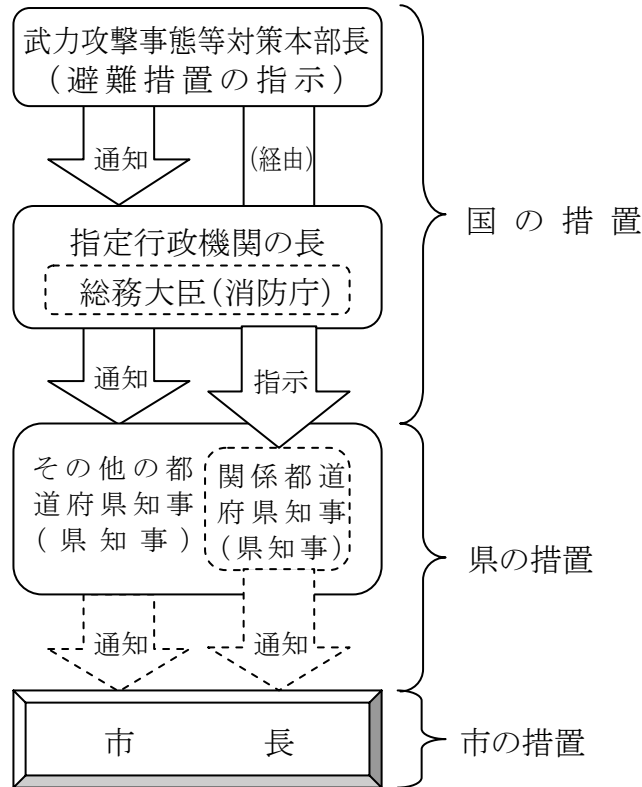 武力攻撃事態等対策本部長
(避難措置の指示)
通知
(経由)
指定行政機関の長
総務大臣(消防庁)
国の措置
通知
指示
その他の都
道府県知事
(県知事)
関係都道
府県知事
(県知事)
県の措置
通知
通知
市長
市の措置